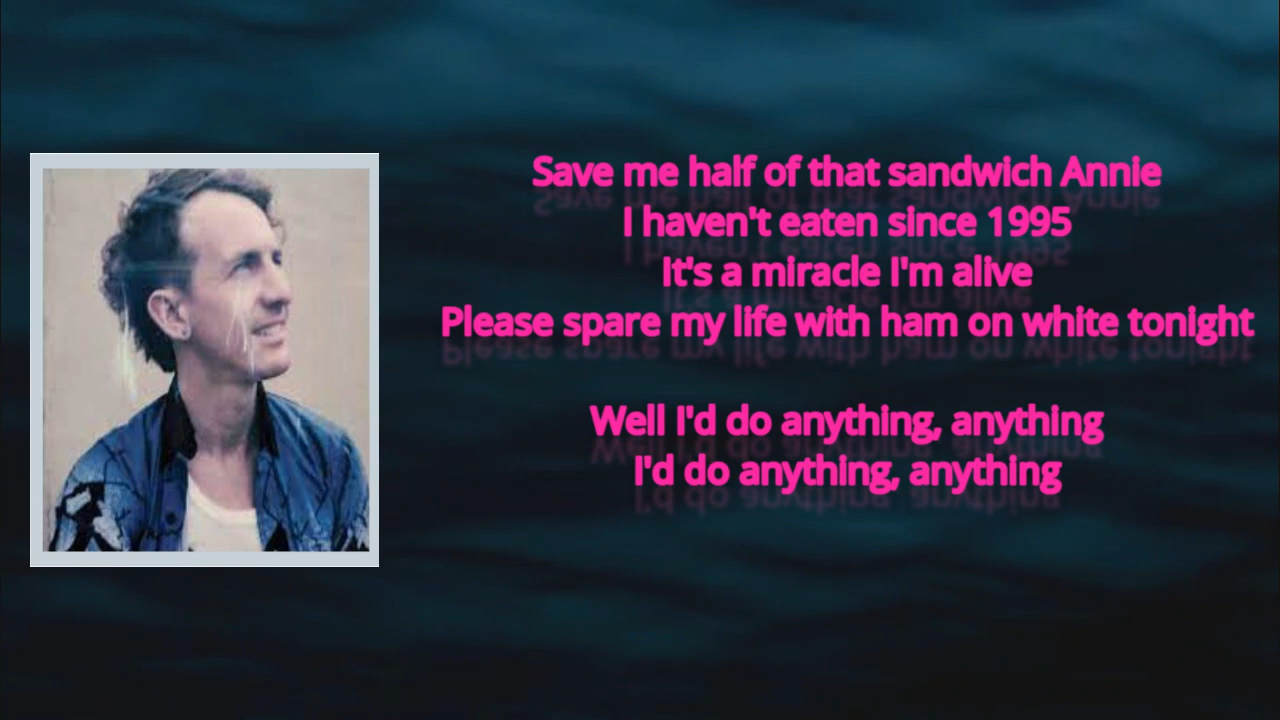 Save me half of that sandwich Annie
I haven't eaten since 1995
It's a miracle I'm alive
Please spare my life with ham on white tonight
Well I'd do anything, anything
I'd do anything, anything